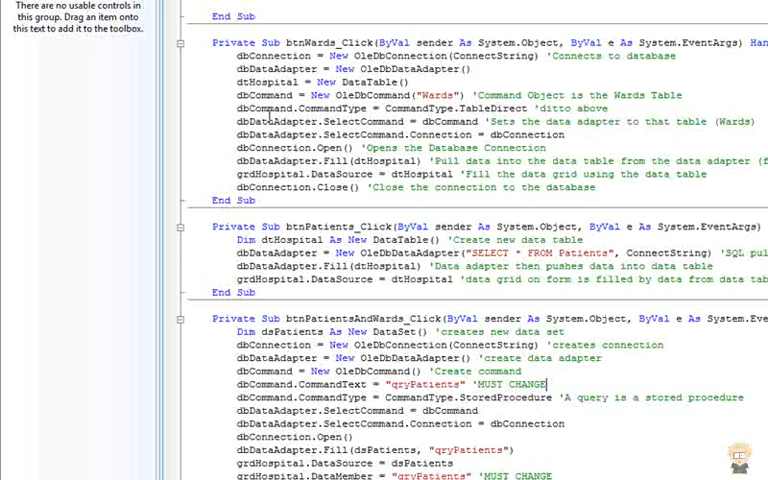 There are no usable controls in
this group. Drag an item onto
this text to add it to the toolbox.
End Sub
Private Sub btnWards_Click(ByVal sender As System.Object, ByVal e As System.EventArgs) Han
dbConnection = New OleDbConnection(ConnectString) 'Connects to database
dbDataAdapter = New OleDbDataAdapter()
dtHospital = New DataTable()
dbCommand = New OleDbCommand("Wards") 'Command Object is the Wards Table
dbCommand.CommandType = CommandType.TableDirect 'ditto above
dbDataAdapter.SelectCommand = dbCommand 'Sets the data adapter to that table (Wards)
dbDataAdapter.SelectCommand.Connection = dbConnection
dbConnection.Open() 'Opens the Database Connection
dbDataAdapter.Fill(dtHospital) 'Pull data into the data table from the data adapter (f
grdHospital.DataSource = dtHospital 'Fill the data grid using the data table
dbConnection.Close() 'Close the connection to the database
End Sub
Private Sub btnPatients_Click(ByVal sender As System.Object, ByVal e As System.EventArgs)
Dim dtHospital As New DataTable() 'Create new data table
dbDataAdapter = New OleDbDataAdapter("SELECT * FROM Patients", ConnectString) 'SQL pul
dbDataAdapter.Fill(dtHospital) 'Data adapter then pushes data into data table
grdHospital.DataSource = dtHospital 'data grid on form is filled by data from data tab
End Sub
Private Sub btnPatientsAndWards_Click(ByVal sender As System.Object, ByVal e As System.Eve
Dim dsPatients As New DataSet() 'creates new data set
dbConnection = New OleDbConnection(ConnectString) 'creates connection
dbDataAdapter = New OleDbDataAdapter() 'create data adapter
dbCommand = New OleDbCommand() 'Create command
dbCommand.CommandText = "qryPatients" 'MUST CHANGE
dbCommand.CommandType = CommandType.StoredProcedure 'A query is a stored procedure
dbDataAdapter.SelectCommand = dbCommand
dbDataAdapter.SelectCommand.Connection = dbConnection
dbConnection.Open()
dbDataAdapter.Fill(dsPatients, "qryPatients")
grdHospital.DataSource = dsPatients
grdHospital.DataMember = "qryPatients" 'MUST CHANGE